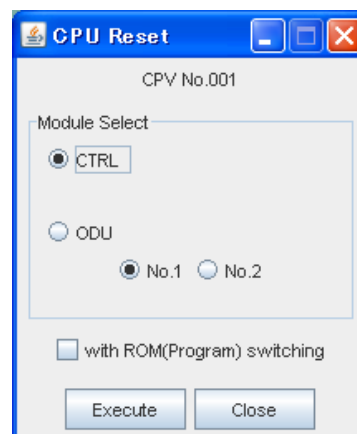 CPU Reset
CPV No.001
Module Select
CTRL
ODU
No.1 No.2
with ROM(Program) switching
Execute Close